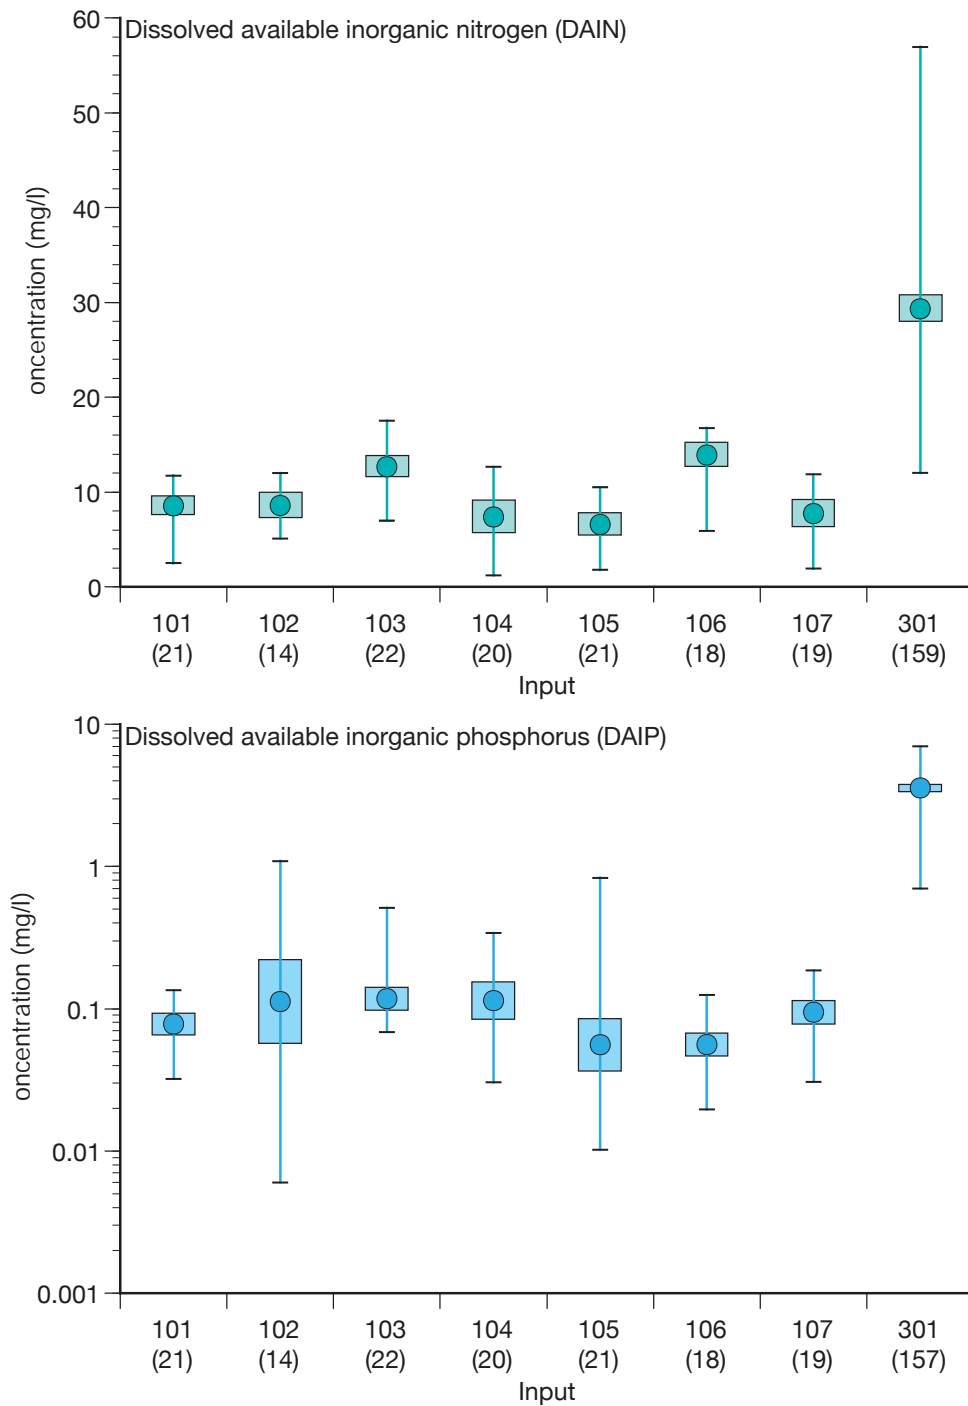 Dissolved available inorganic nitrogen (DAIN)
60
50
40
30
20
10
0
oncentration (mg/l)
101 102 103 104 105 106 107 301
(21) (14) (22) (20) (21) (18) (19) (159)
Input
Dissolved available inorganic phosphorus (DAIP)
10
1
0.1
0.01
0.001
oncentration (mg/l)
101 102 103 104 105 106 107 301
(21) (14) (22) (20) (21) (18) (19) (157)
Input